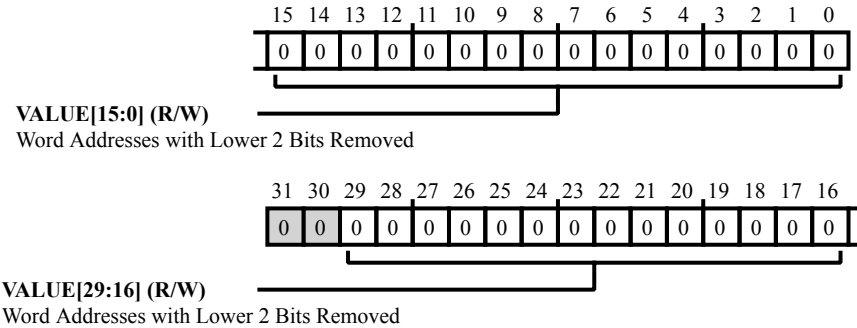 15 14 13 12 11 10 9 8 7 6 5 4 3 2 1 0
0 0 0 0 0 0 0 0 0 0 0 0 0 0 0 0
VALUE[15:0] (R/W)
Word Addresses with Lower 2 Bits Removed
31 30 29 28 27 26 25 24 23 22 21 20 19 18 17 16
0 0 0 0 0 0 0 0 0 0 0 0 0 0 0 0
VALUE[29:16] (R/W)
Word Addresses with Lower 2 Bits Removed